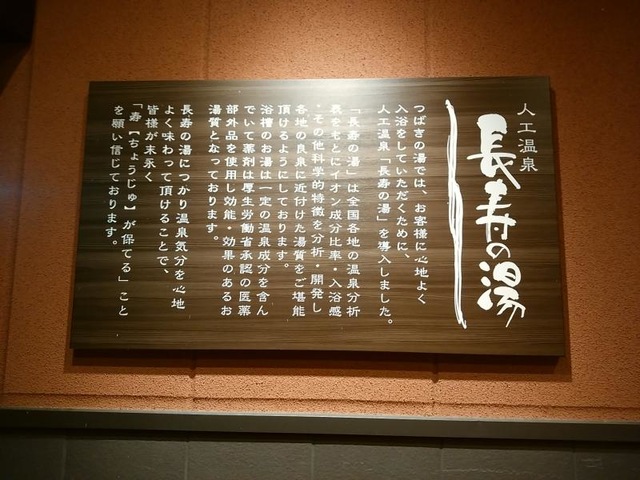 人工温泉
長寿の湯
つばきの湯では、お客様に心地よく
入浴をしていただくために、
人工温泉「長寿の湯」を導入しました。
「長寿の湯」は全国各地の温泉分析
表をもとにイオン成分比率・入浴感
・その他科学的特徴を分析・開発し
各地の良泉に近付けた湯質をご堪能
頂けるようにしております。
浴槽のお湯は一定の温泉成分を含ん
でいて薬剤は厚生労働省承認の医薬
部外品を使用し効能・効果のあるお
湯質となっております。
長寿の湯につかり温泉気分を心地
よく味わって頂けることで、
皆様が末永く
「寿【ちょうじゅ】が保てる」こと
を願い信じております。